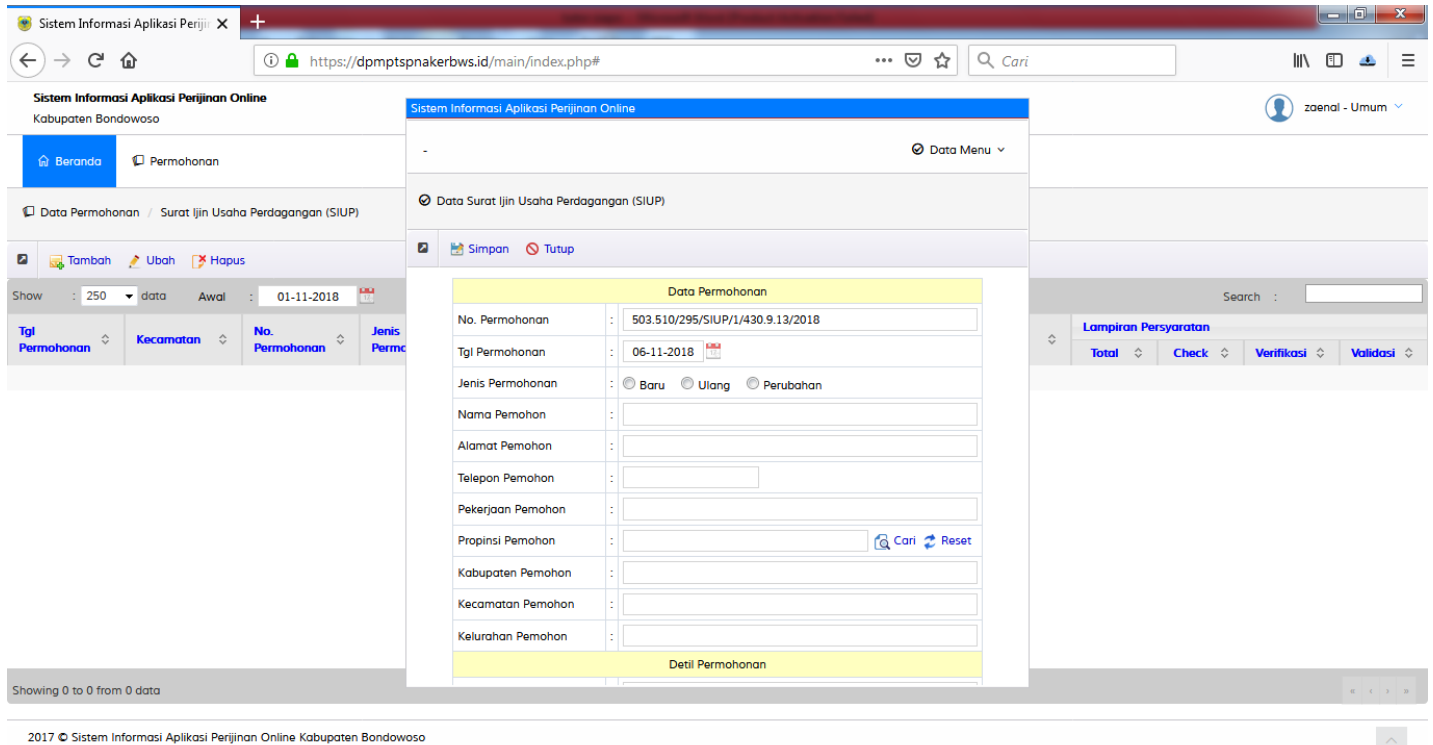 Sistem Informasi Aplikasi Perijin
https://dpmptspnakerbws.id/main/index.php#
Cari
Sistem Informasi Aplikasi Perijinan Online
Kabupaten Bondowoso
zaenal - Umum
Beranda
Permohonan
Data Permohonan / Surat Ijin Usaha Perdagangan (SIUP)
Tambah Ubah Hapus
Show : 250 data Awal : 01-11-2018
Search :
Tgl Permohonan
Kecamatan
No. Permohonan
Jenis
Lampiran Persyaratan
Total Check Verifikasi Validasi
Sistem Informasi Aplikasi Perijinan Online
- Data Menu
Data Surat Ijin Usaha Perdagangan (SIUP)
Simpan Tutup
Data Permohonan
No. Permohonan : 503.510/295/SIUP/1/430.9.13/2018
Tgl Permohonan : 06-11-2018
Jenis Permohonan : Baru Ulang Perubahan
Nama Pemohon :
Alamat Pemohon :
Telepon Pemohon :
Pekerjaan Pemohon :
Propinsi Pemohon : Cari Reset
Kabupaten Pemohon :
Kecamatan Pemohon :
Kelurahan Pemohon :
Detil Permohonan
Showing 0 to 0 from 0 data
2017 © Sistem Informasi Aplikasi Perijinan Online Kabupaten Bondowoso